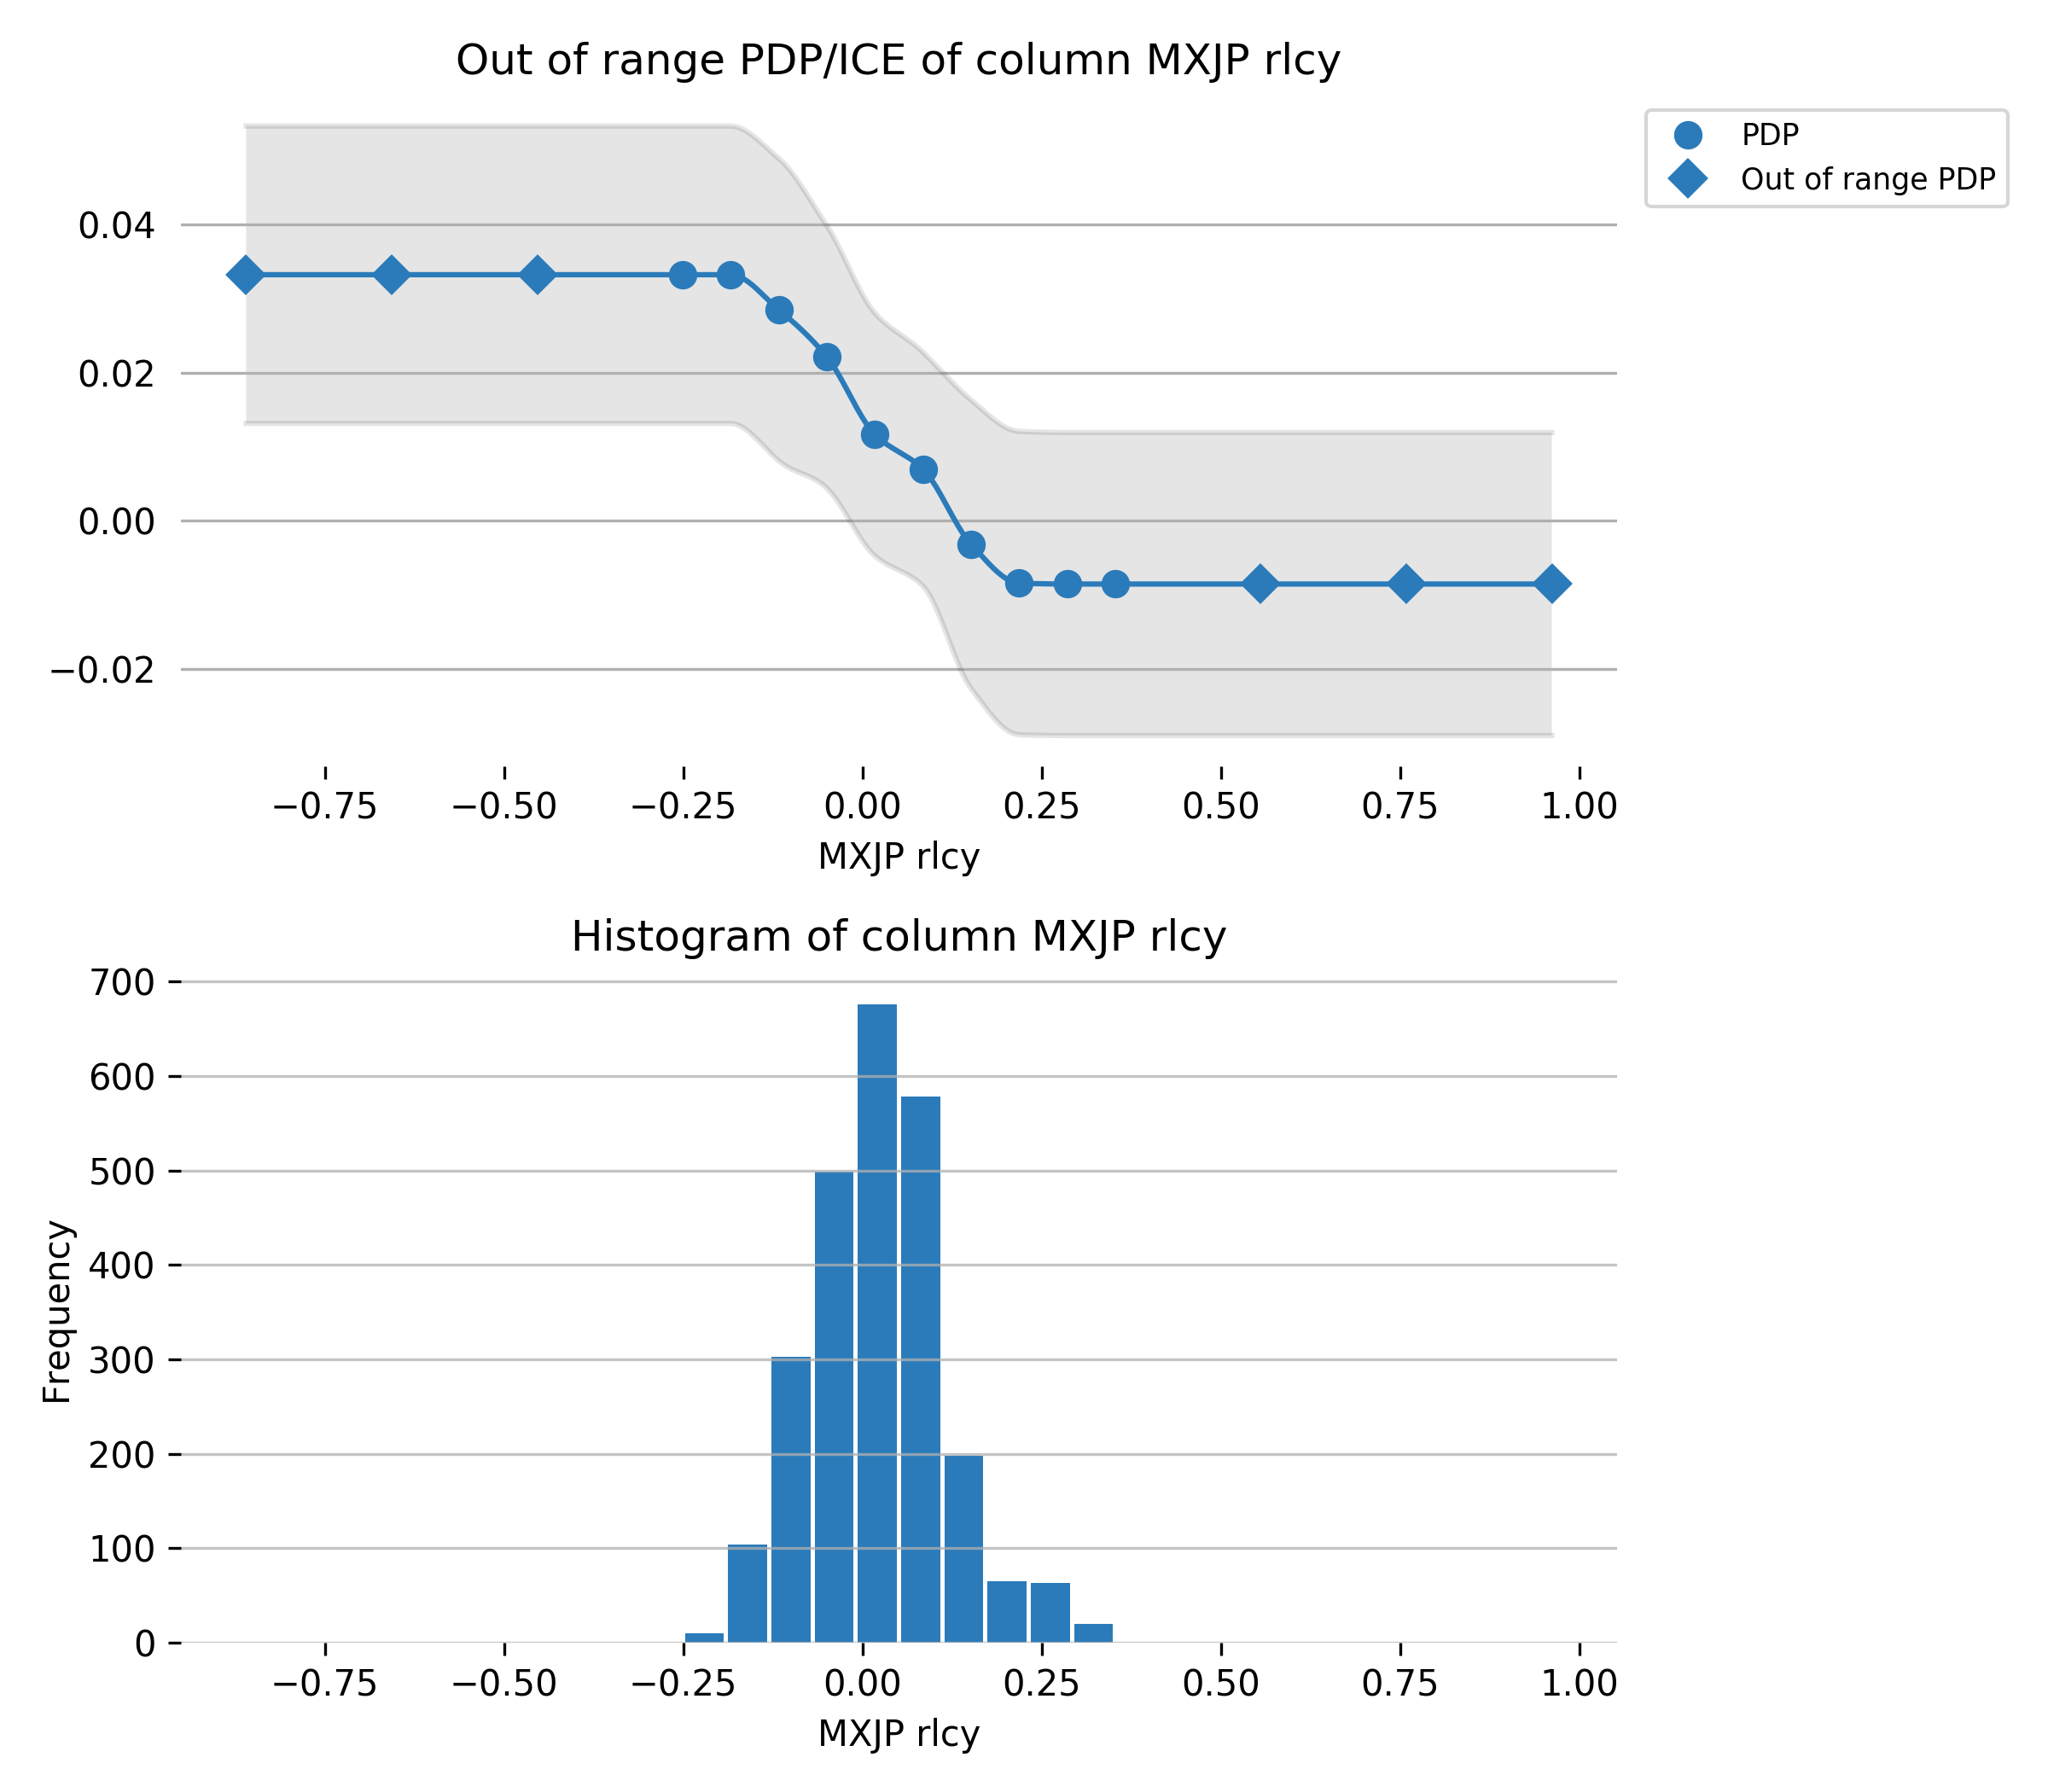 Out of range PDP/ICE of column MXJP rlcy
PDP
Out of range PDP
0.04
0.02
0.00
−0.02
−0.75 −0.50 −0.25 0.00 0.25 0.50 0.75 1.00
MXJP rlcy
Histogram of column MXJP rlcy
700
600
500
400
300
200
100
0
Frequency
−0.75 −0.50 −0.25 0.00 0.25 0.50 0.75 1.00
MXJP rlcy